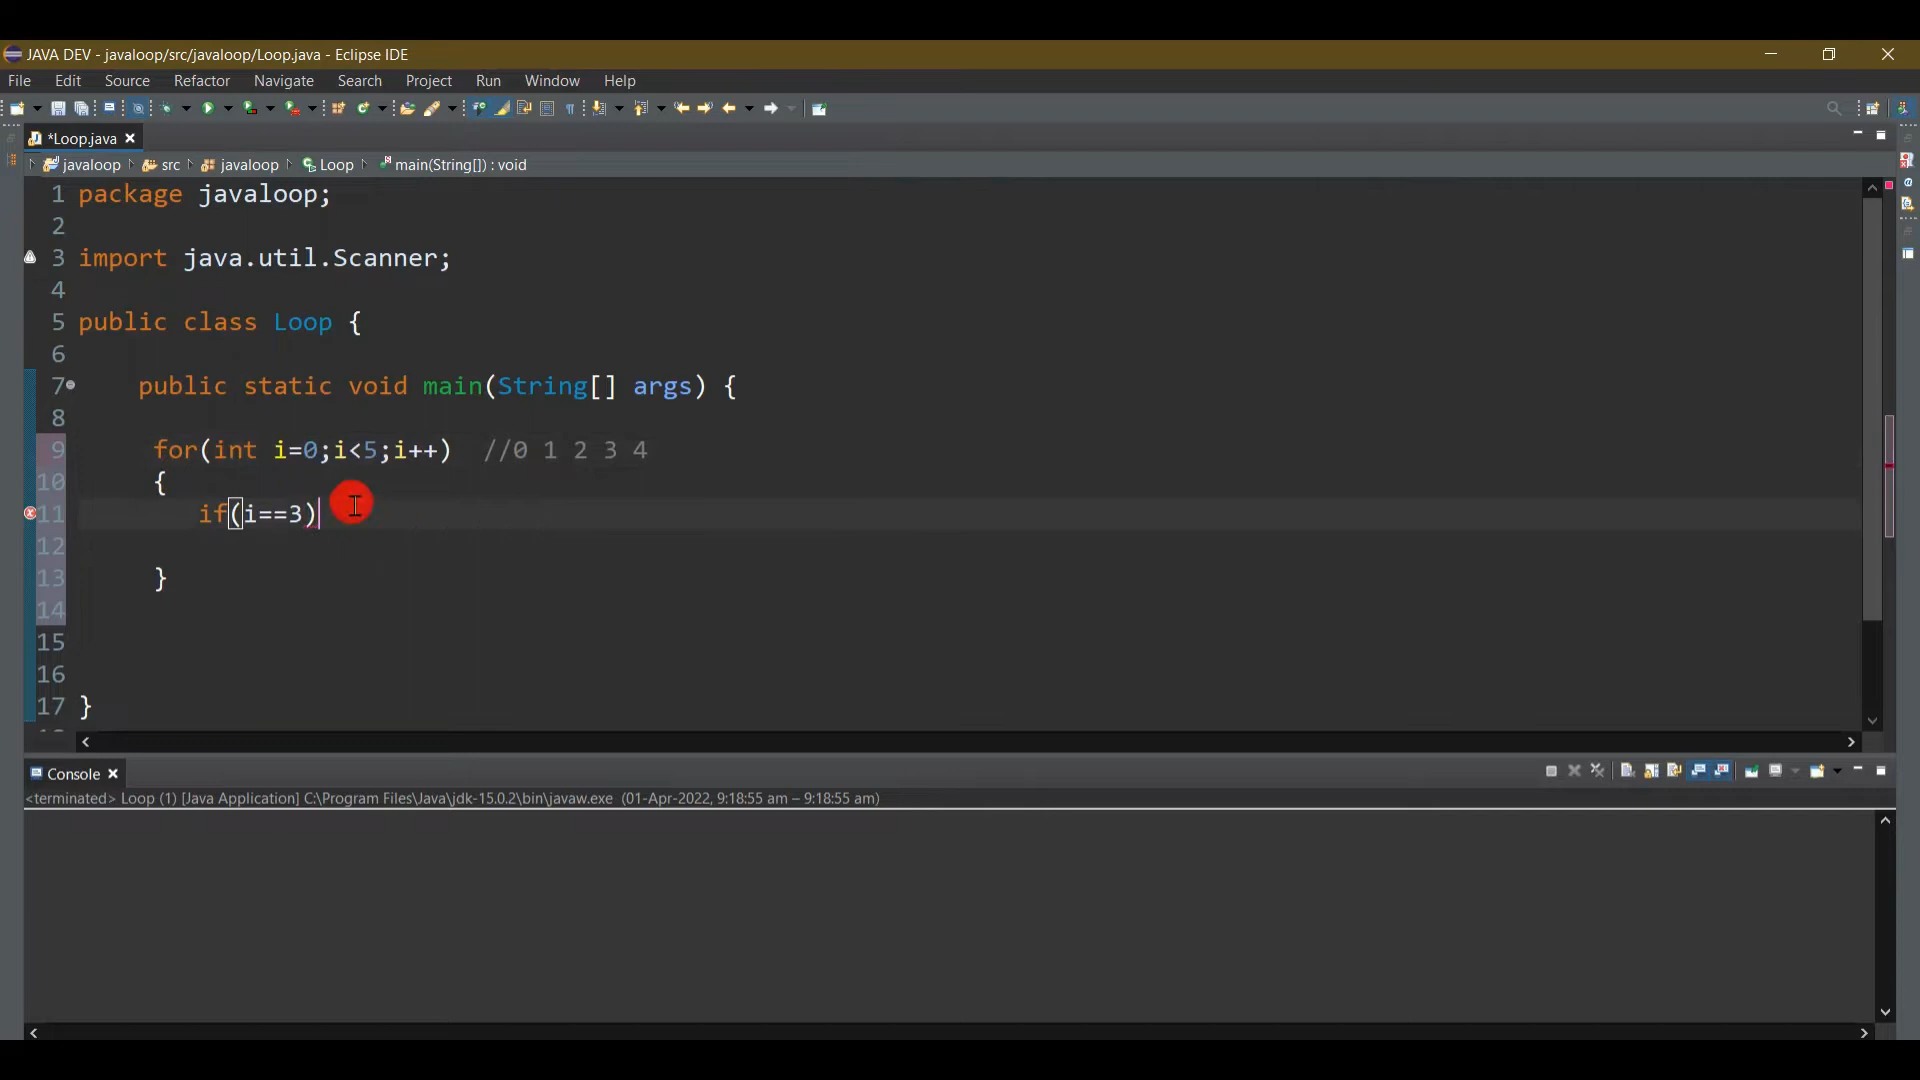 JAVA DEV - javaloop/src/javaloop/Loop.java - Eclipse IDE
File Edit Source Refactor Navigate Search Project Run Window Help
*Loop.java
javaloop src javaloop Loop main(String[]) : void
1 package javaloop;
2
3 import java.util.Scanner;
4
5 public class Loop {
6
7 public static void main(String[] args) {
8
9 for(int i=0;i<5;i++) //0 1 2 3 4
10 {
11 if(i==3)
12
13 }
14
15
16
17 }
Console
<terminated> Loop (1) [Java Application] C:\Program Files\Java\jdk-15.0.2\bin\javaw.exe (01-Apr-2022, 9:18:55 am – 9:18:55 am)